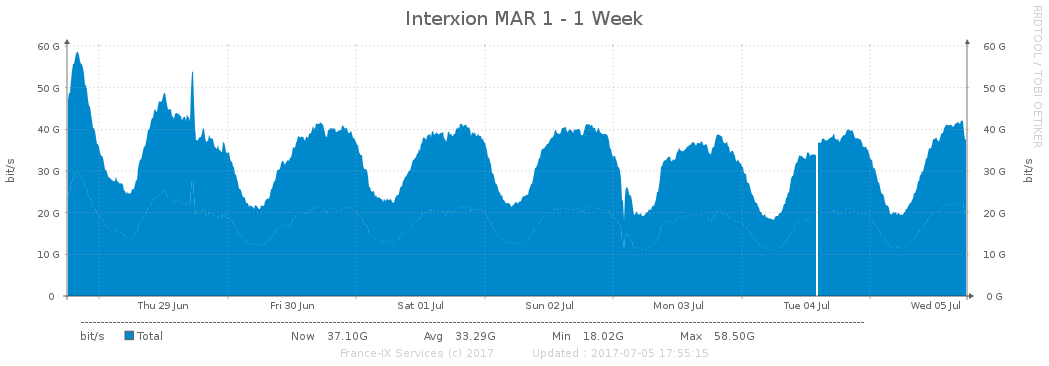 Interxion MAR 1 - 1 Week
RRDTOOL / TOBI OETIKER
bit/s
bit/s
60 G 60 G
50 G 50 G
40 G 40 G
30 G 30 G
20 G 20 G
10 G 10 G
0 0 G
Thu 29 Jun Fri 30 Jun Sat 01 Jul Sun 02 Jul Mon 03 Jul Tue 04 Jul Wed 05 Jul
bit/s Total Now 37.10G Avg 33.29G Min 18.02G Max 58.50G
France-IX Services (c) 2017 Updated : 2017-07-05 17:55:15